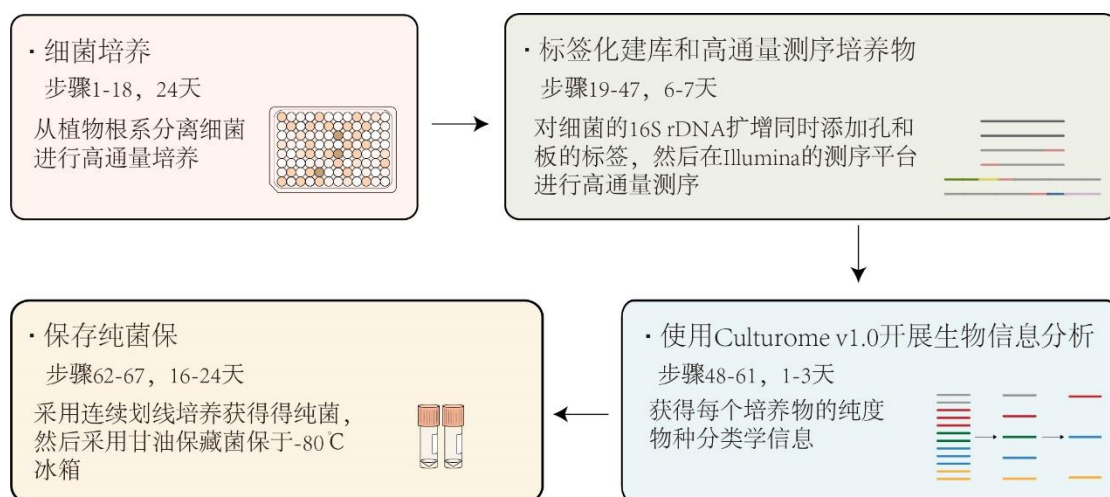 · 细菌培养
步骤1-18，24天
从植物根系分离细菌
进行高通量培养
· 标签化建库和高通量测序培养物
步骤19-47，6-7天
对细菌的16S rDNA扩增同时添加孔和
板的标签，然后在Illumina的测序平台
进行高通量测序
· 使用Culturome v1.0开展生物信息分析
步骤48-61，1-3天
获得每个培养物的纯度
物种分类学信息
· 保存纯菌保
步骤62-67，16-24天
采用连续划线培养获得得纯菌，
然后采用甘油保藏菌保于-80℃
冰箱